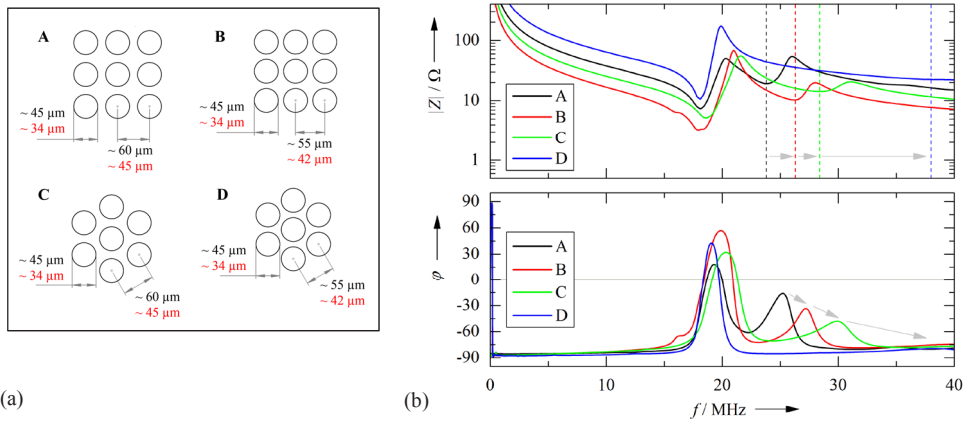 A
B
~ 45 µm
~ 34 µm
~ 60 µm
~ 45 µm
~ 45 µm
~ 34 µm
~ 55 µm
~ 42 µm
C
D
~ 45 µm
~ 34 µm
~ 60 µm
~ 45 µm
~ 45 µm
~ 34 µm
~ 55 µm
~ 42 µm
(a)
|Z| / Ω
100
10
1
A
B
C
D
φ
90
60
30
0
-30
-60
-90
A
B
C
D
0 10 20 30 40
f / MHz
(b)